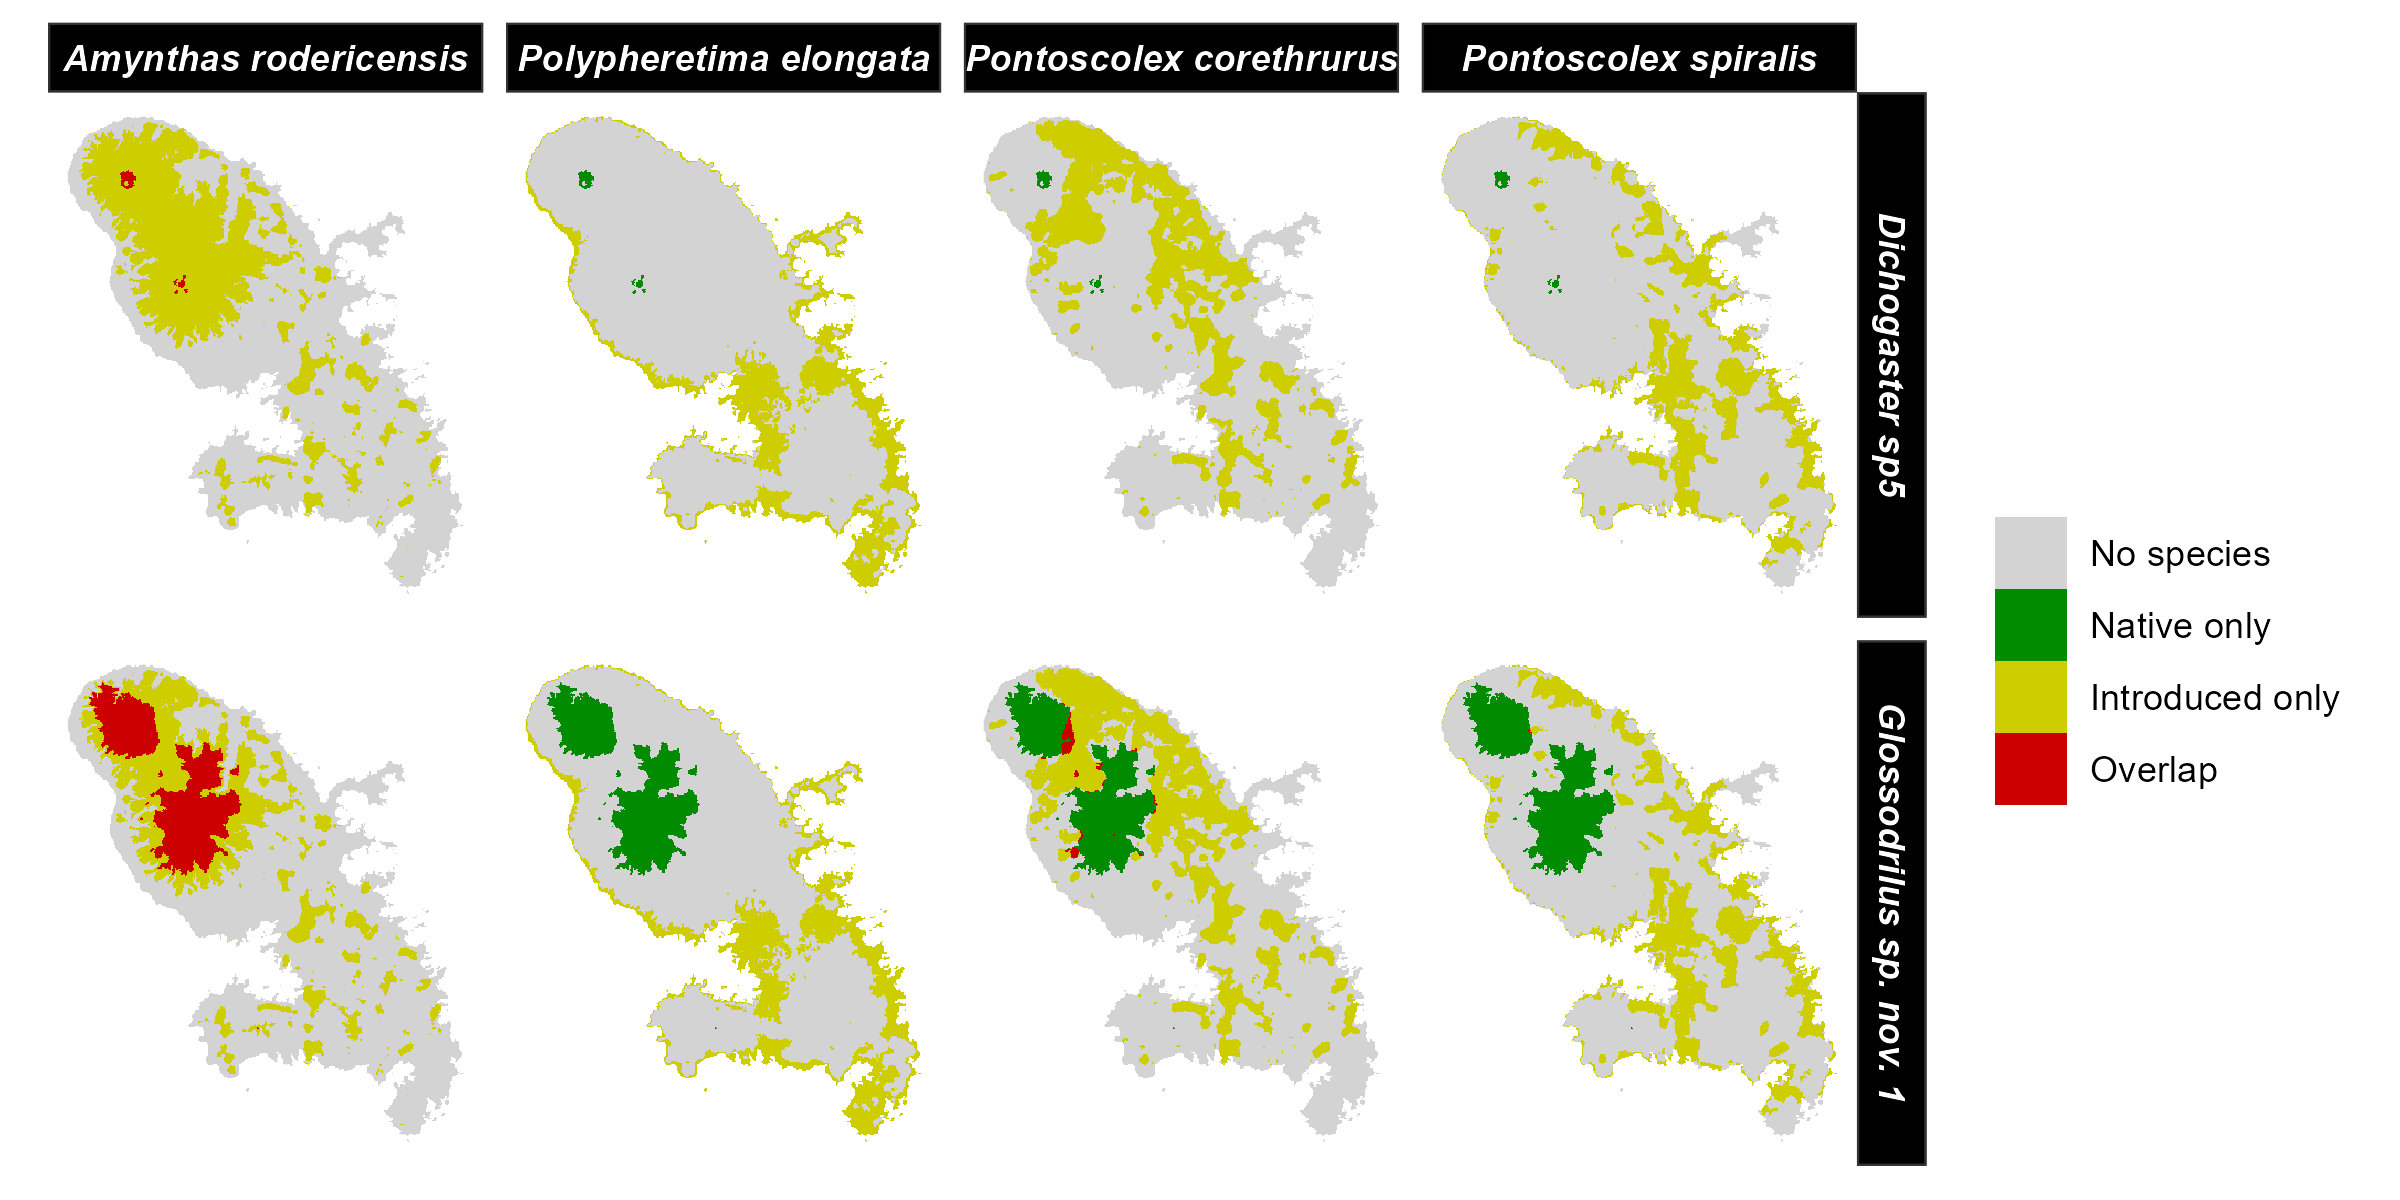 Amynthas rodericensis
Polypheretima elongata
Pontoscolex corethrurus
Pontoscolex spiralis
Dichogaster sp5
Glossodrilus sp. nov. 1
No species
Native only
Introduced only
Overlap